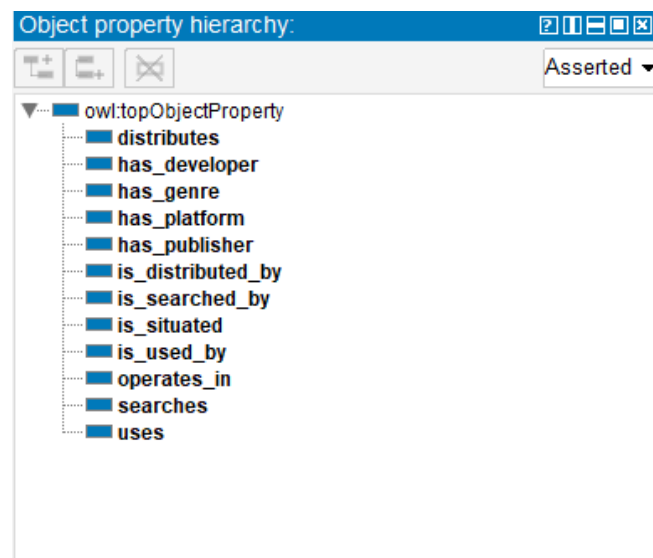 Object property hierarchy:
Asserted
owl:topObjectProperty
distributes
has_developer
has_genre
has_platform
has_publisher
is_distributed_by
is_searched_by
is_situated
is_used_by
operates_in
searches
uses